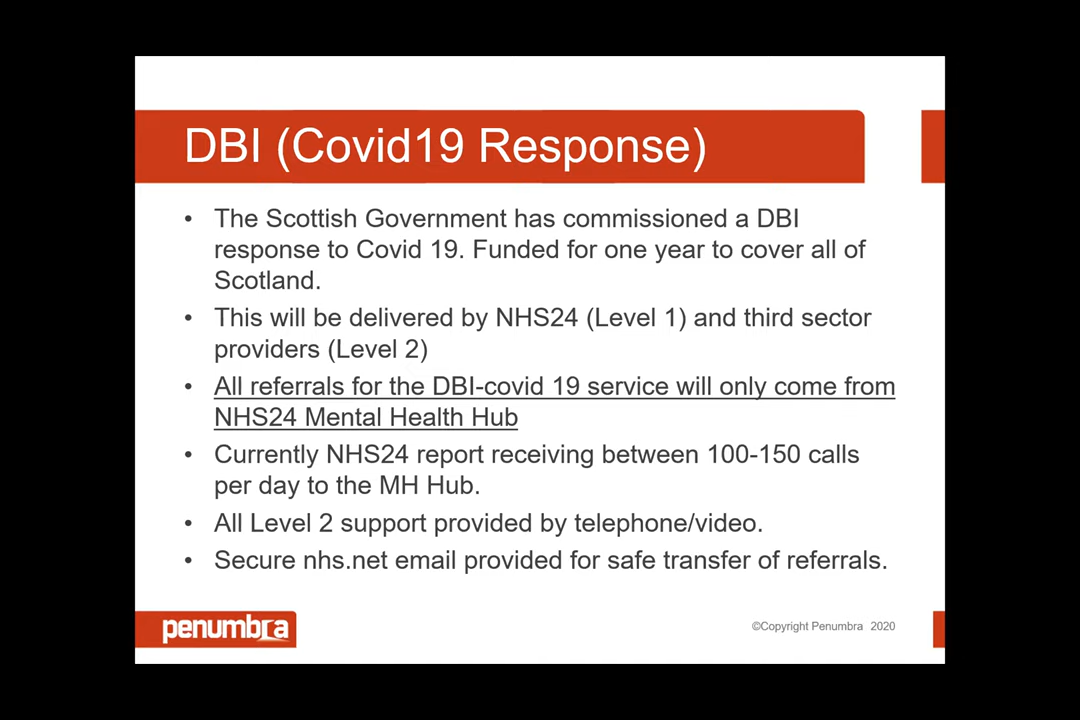 DBI (Covid19 Response)
• The Scottish Government has commissioned a DBI
response to Covid 19. Funded for one year to cover all of
Scotland.
• This will be delivered by NHS24 (Level 1) and third sector
providers (Level 2)
• All referrals for the DBI-covid 19 service will only come from
NHS24 Mental Health Hub
• Currently NHS24 report receiving between 100-150 calls
per day to the MH Hub.
• All Level 2 support provided by telephone/video.
• Secure nhs.net email provided for safe transfer of referrals.
penumbra
©Copyright Penumbra 2020